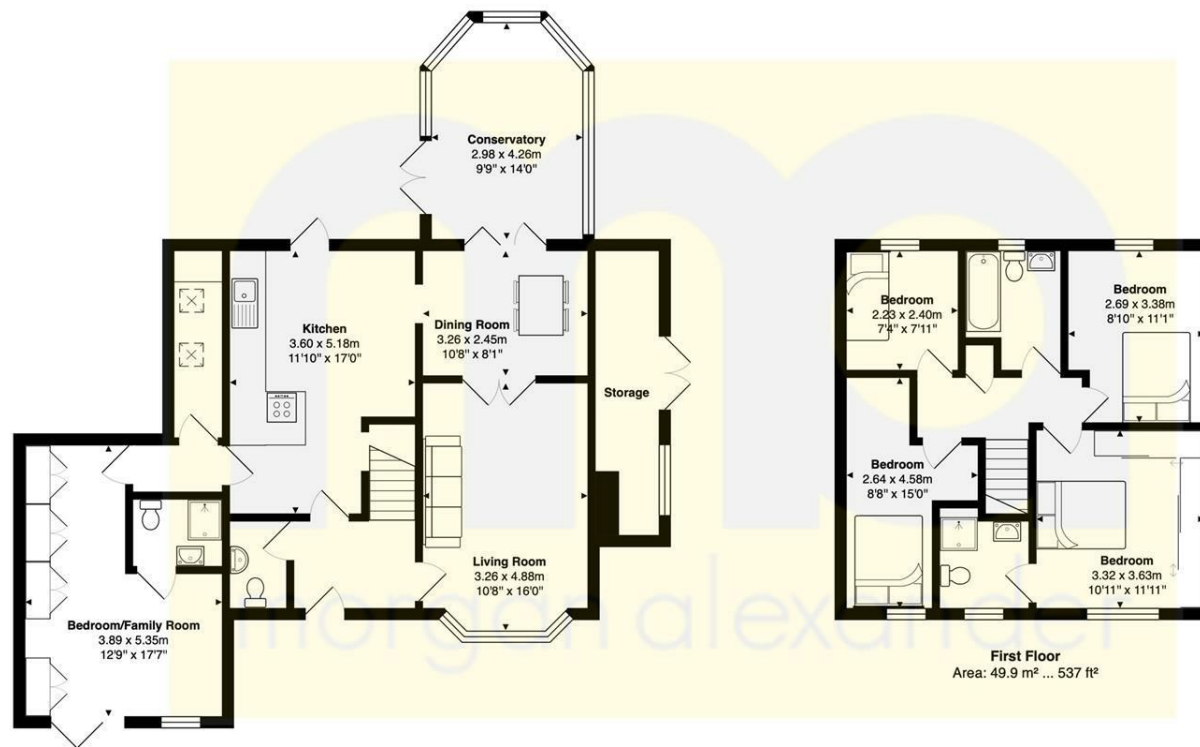 Conservatory
2.98 x 4.26m
9'9" x 14'0"
Kitchen
3.60 x 5.18m
11'10" x 17'0"
Dining Room
3.26 x 2.45m
10'8" x 8'1"
Storage
Living Room
3.26 x 4.88m
10'8" x 16'0"
Bedroom/Family Room
3.89 x 5.35m
12'9" x 17'7"
Bedroom
2.23 x 2.40m
7'4" x 7'11"
Bedroom
2.69 x 3.38m
8'10" x 11'1"
Bedroom
2.64 x 4.58m
8'8" x 15'0"
Bedroom
3.32 x 3.63m
10'11" x 11'11"
First Floor
Area: 49.9 m² ... 537 ft²
morgan alexander